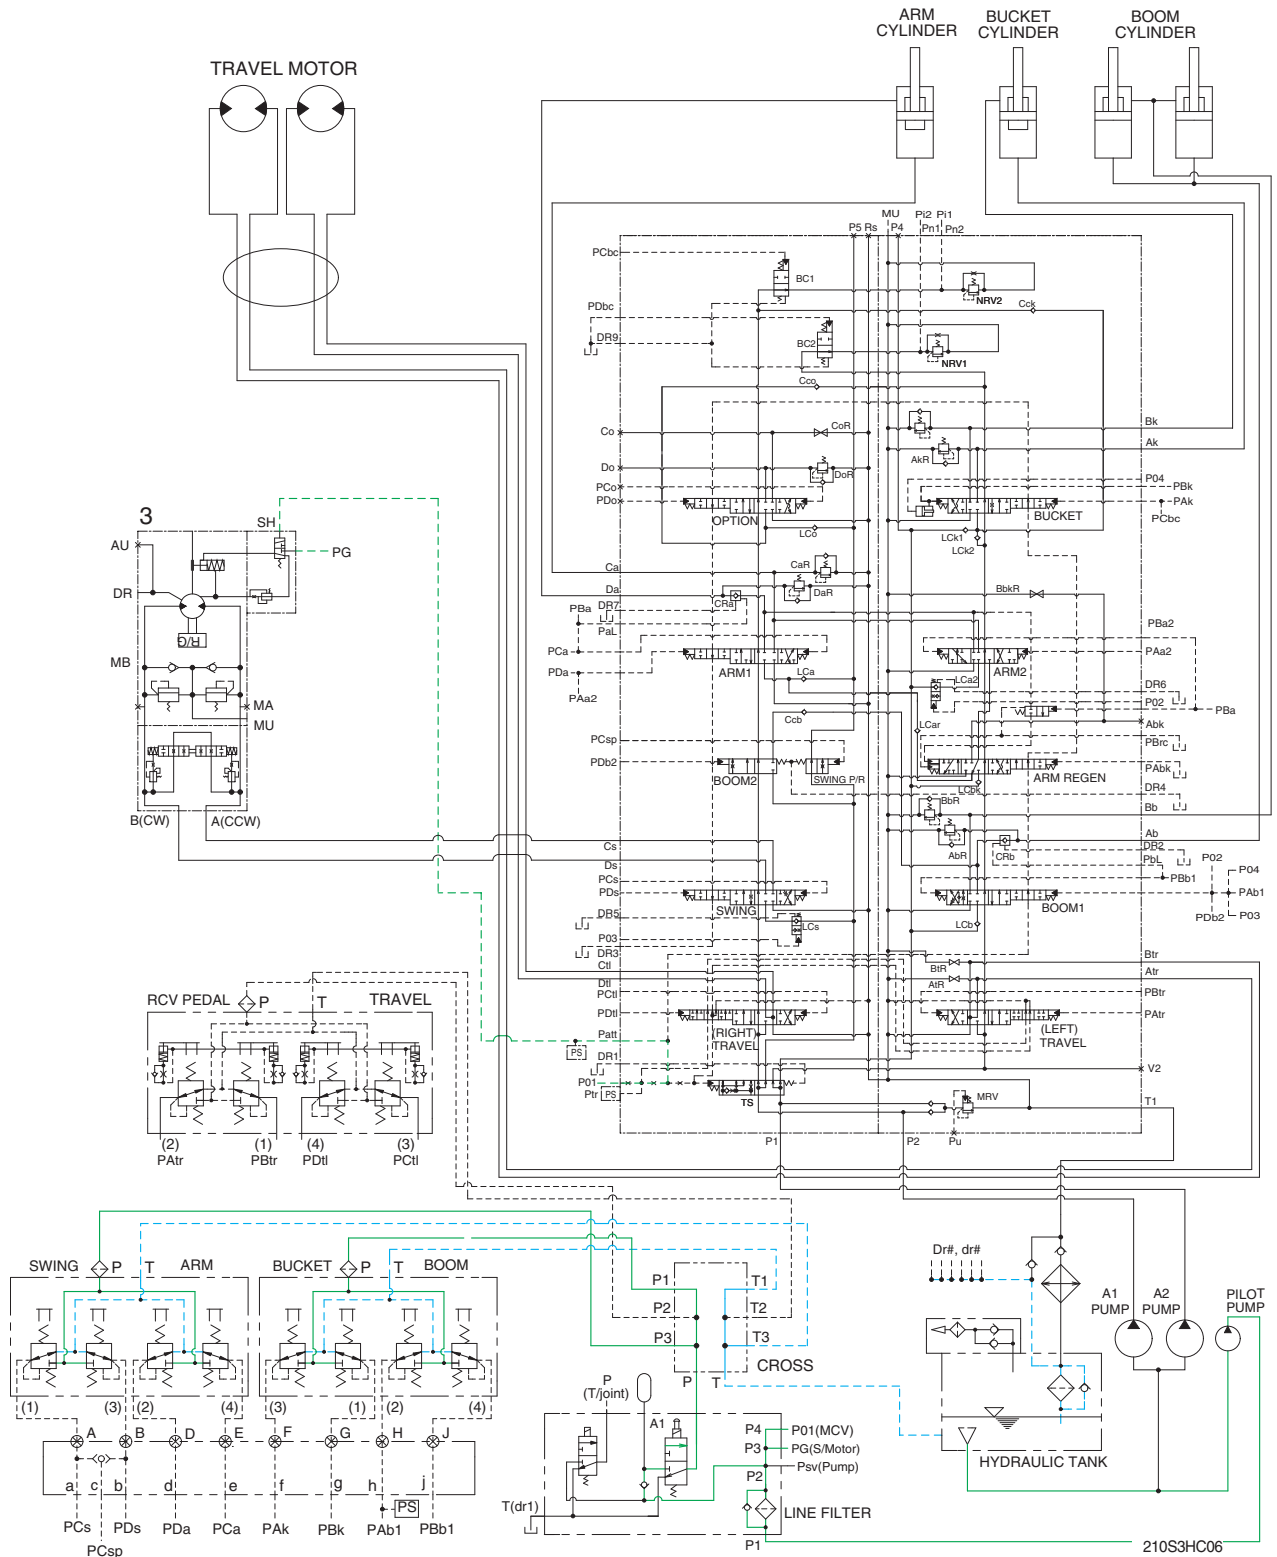 ARM
CYLINDER
BUCKET
CYLINDER
BOOM
CYLINDER
TRAVEL MOTOR
MU
Pi2 Pi1
P5 Rs
P4
Pn1
Pn2
PCbc
BC1
NRV2
Cck
PDbc
DR9
BC2
NRV1
Cco
Co
CoR
Bk
Do
DoR
AkR
Ak
PCo
P04
PBk
PDo
PAk
OPTION
BUCKET
PCbc
LCo
LCk1
LCk2
3
SH
AU
PG
DR
R/G
MB
MA
MU
B(CW)
A(CCW)
Ca
CaR
Da
DaR
CRa
BbkR
PBa
DR7
PaL
PBa2
PCa
PAa2
PDa
ARM1
ARM2
PAa2
LCa
LCa2
DR6
P02
PBa
Ccb
LCar
Abk
PCsp
PBrc
PDb2
PAbk
BOOM2
SWING P/R
ARM REGEN
LCbk
DR4
BbR
Bb
Cs
AbR
CRb
Ab
DR2
Ds
PbL
P02
PCs
PBb1
P04
PDs
PAb1
SWING
BOOM1
PDb2
P03
DR5
LCs
LCb
P03
DR3
Ctl
BtR
Btr
Dtl
AtR
Atr
PCtl
PBtr
PDtl
PAtr
(RIGHT)
TRAVEL
(LEFT)
TRAVEL
Patt
PS
DR1
V2
P01
Ptr
PS
TS
MRV
T1
P1
P2
Pu
RCV PEDAL
P
T
TRAVEL
(2)
(1)
(4)
(3)
PAtr
PBtr
PDtl
PCtl
SWING
P
T
ARM
BUCKET
P
T
BOOM
(1)
(3)
(2)
(4)
(3)
(1)
(2)
(4)
A
B
D
E
F
G
H
J
a
c
b
d
e
f
g
h
j
PS
PCs
PDs
PDa
PCa
PAk
PBk
PAb1
PBb1
PCsp
P1
T1
P2
T2
P3
T3
CROSS
P
T
P
(T/joint)
A1
P4
P01(MCV)
P3
PG(S/Motor)
Psv(Pump)
P2
T(dr1)
LINE FILTER
P1
Dr#, dr#
A1
PUMP
A2
PUMP
PILOT
PUMP
HYDRAULIC TANK
210S3HC06